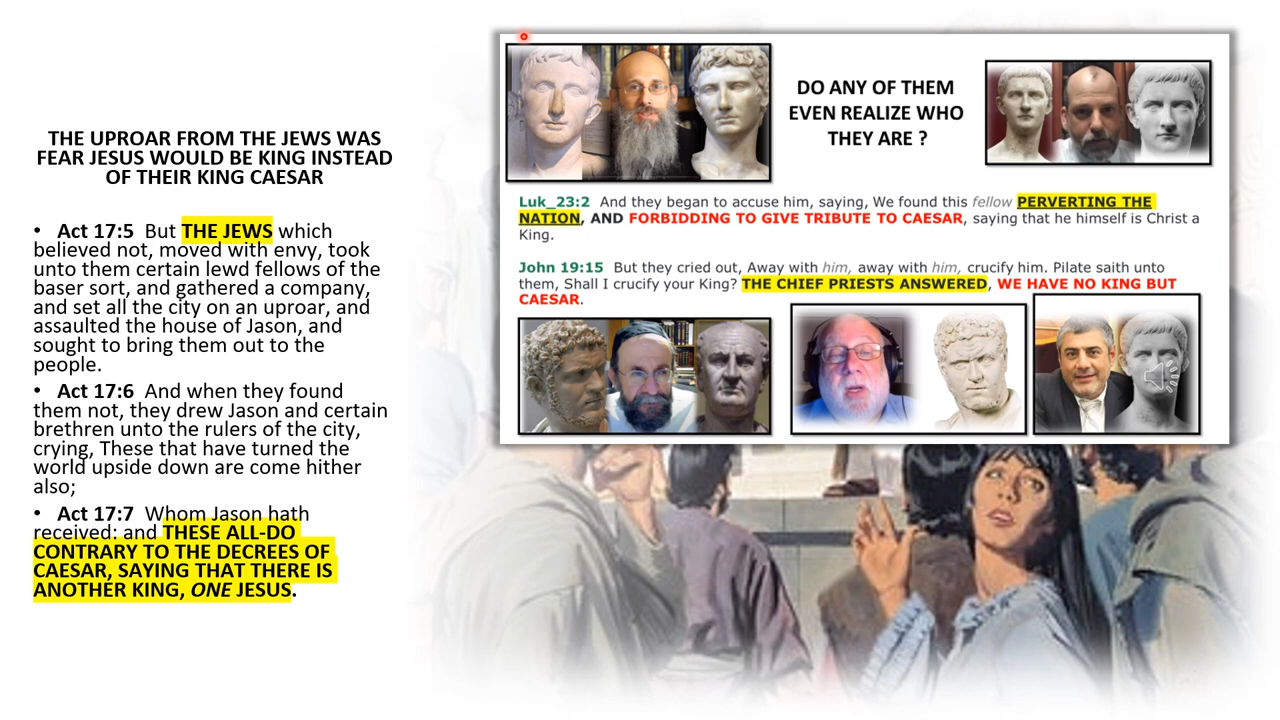 THE UPROAR FROM THE JEWS WAS
FEAR JESUS WOULD BE KING INSTEAD
OF THEIR KING CAESAR
• Act 17:5 But THE JEWS which
believed not, moved with envy, took
unto them certain lewd fellows of the
baser sort, and gathered a company,
and set all the city on an uproar, and
assaulted the house of Jason, and
sought to bring them out to the
people.
• Act 17:6 And when they found
them not, they drew Jason and certain
brethren unto the rulers of the city,
crying, These that have turned the
world upside down are come hither
also;
• Act 17:7 Whom Jason hath
received: and THESE ALL-DO
CONTRARY TO THE DECREES OF
CAESAR, SAYING THAT THERE IS
ANOTHER KING, ONE JESUS.
DO ANY OF THEM
EVEN REALIZE WHO
THEY ARE ?
Luk_23:2 And they began to accuse him, saying, We found this fellow PERVERTING THE
NATION, AND FORBIDDING TO GIVE TRIBUTE TO CAESAR, saying that he himself is Christ a
King.
John 19:15 But they cried out, Away with him, away with him, crucify him. Pilate saith unto
them, Shall I crucify your King? THE CHIEF PRIESTS ANSWERED, WE HAVE NO KING BUT
CAESAR.